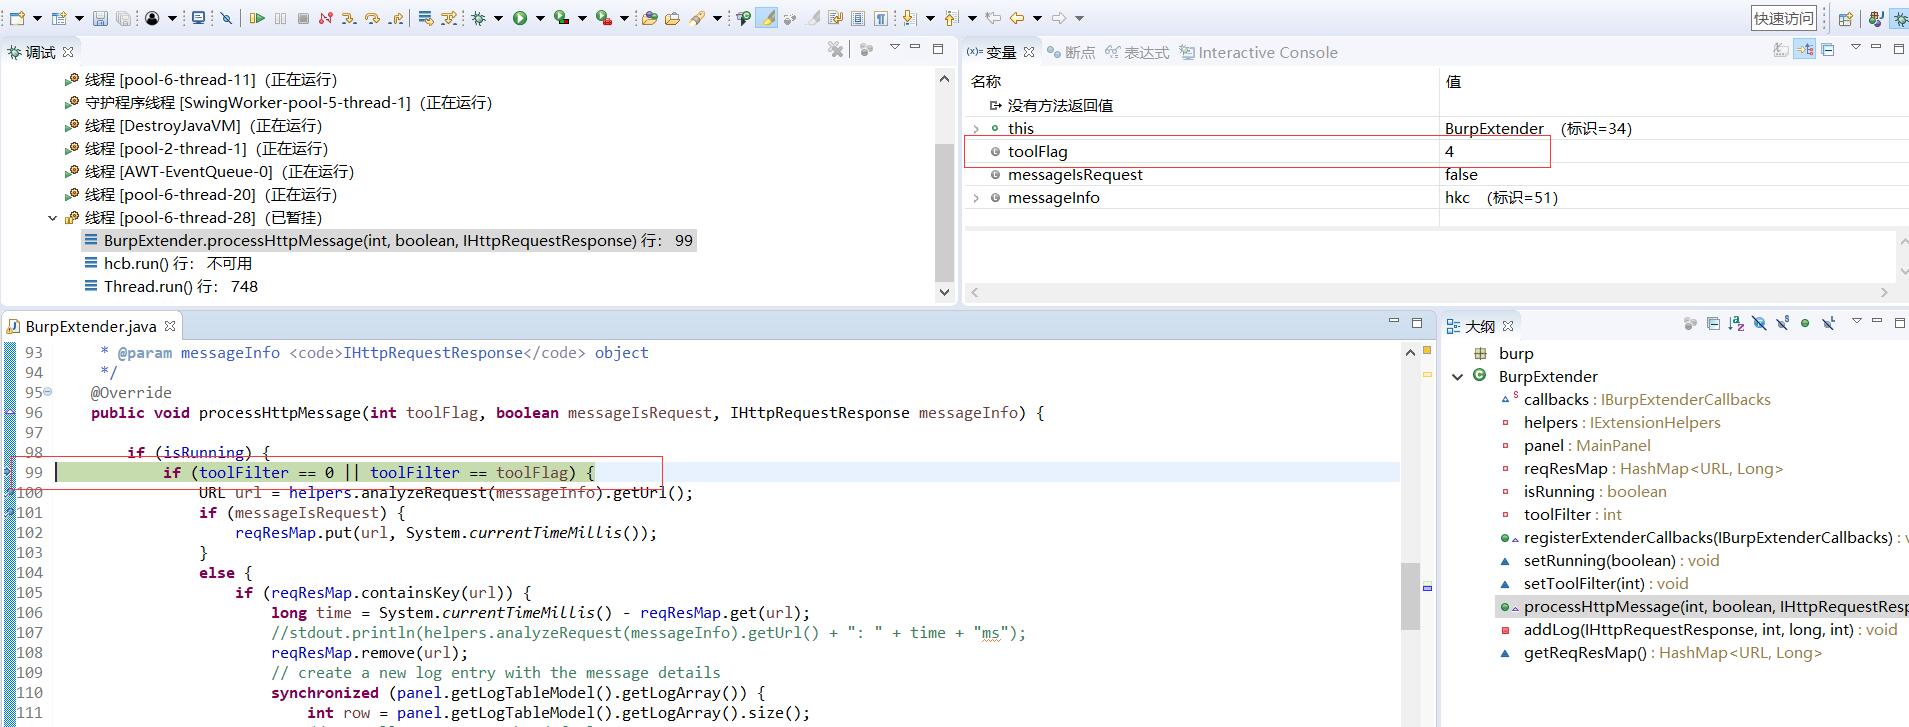 快速访问
调试
线程 [pool-6-thread-11] (正在运行)
守护程序线程 [SwingWorker-pool-5-thread-1] (正在运行)
线程 [DestroyJavaVM] (正在运行)
线程 [pool-2-thread-1] (正在运行)
线程 [AWT-EventQueue-0] (正在运行)
线程 [pool-6-thread-20] (正在运行)
线程 [pool-6-thread-28] (已暂挂)
BurpExtender.processHttpMessage(int, boolean, IHttpRequestResponse) 行： 99
hcb.run() 行： 不可用
Thread.run() 行： 748
(x)= 变量 断点 表达式 Interactive Console
名称 值
没有方法返回值
this BurpExtender (标识=34)
toolFlag 4
messageIsRequest false
messageInfo hkc (标识=51)
BurpExtender.java
93 * @param messageInfo <code>IHttpRequestResponse</code> object
94 */
95 @Override
96 public void processHttpMessage(int toolFlag, boolean messageIsRequest, IHttpRequestResponse messageInfo) {
97
98 if (isRunning) {
99 if (toolFilter == 0 || toolFilter == toolFlag) {
100 URL url = helpers.analyzeRequest(messageInfo).getUrl();
101 if (messageIsRequest) {
102 reqResMap.put(url, System.currentTimeMillis());
103 }
104 else {
105 if (reqResMap.containsKey(url)) {
106 long time = System.currentTimeMillis() - reqResMap.get(url);
107 //stdout.println(helpers.analyzeRequest(messageInfo).getUrl() + ": " + time + "ms");
108 reqResMap.remove(url);
109 // create a new log entry with the message details
110 synchronized (panel.getLogTableModel().getLogArray()) {
111 int row = panel.getLogTableModel().getLogArray().size();
大纲
burp
BurpExtender
callbacks : IBurpExtenderCallbacks
helpers : IExtensionHelpers
panel : MainPanel
reqResMap : HashMap<URL, Long>
isRunning : boolean
toolFilter : int
registerExtenderCallbacks(IBurpExtenderCallbacks) : v
setRunning(boolean) : void
setToolFilter(int) : void
processHttpMessage(int, boolean, IHttpRequestResp
addLog(IHttpRequestResponse, int, long, int) : void
getReqResMap() : HashMap<URL, Long>